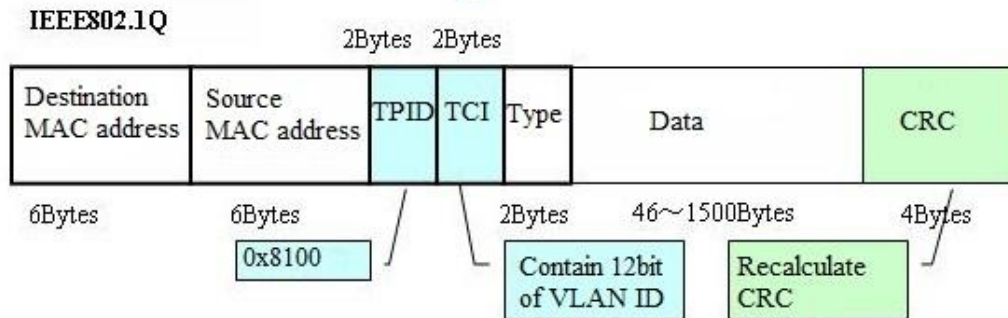 IEEE802.1Q
2Bytes 2Bytes
Destination
MAC address
Source
MAC address
TPID
TCI
Type
Data
CRC
6Bytes
6Bytes
2Bytes
46～1500Bytes
4Bytes
0x8100
Contain 12bit
of VLAN ID
Recalculate
CRC